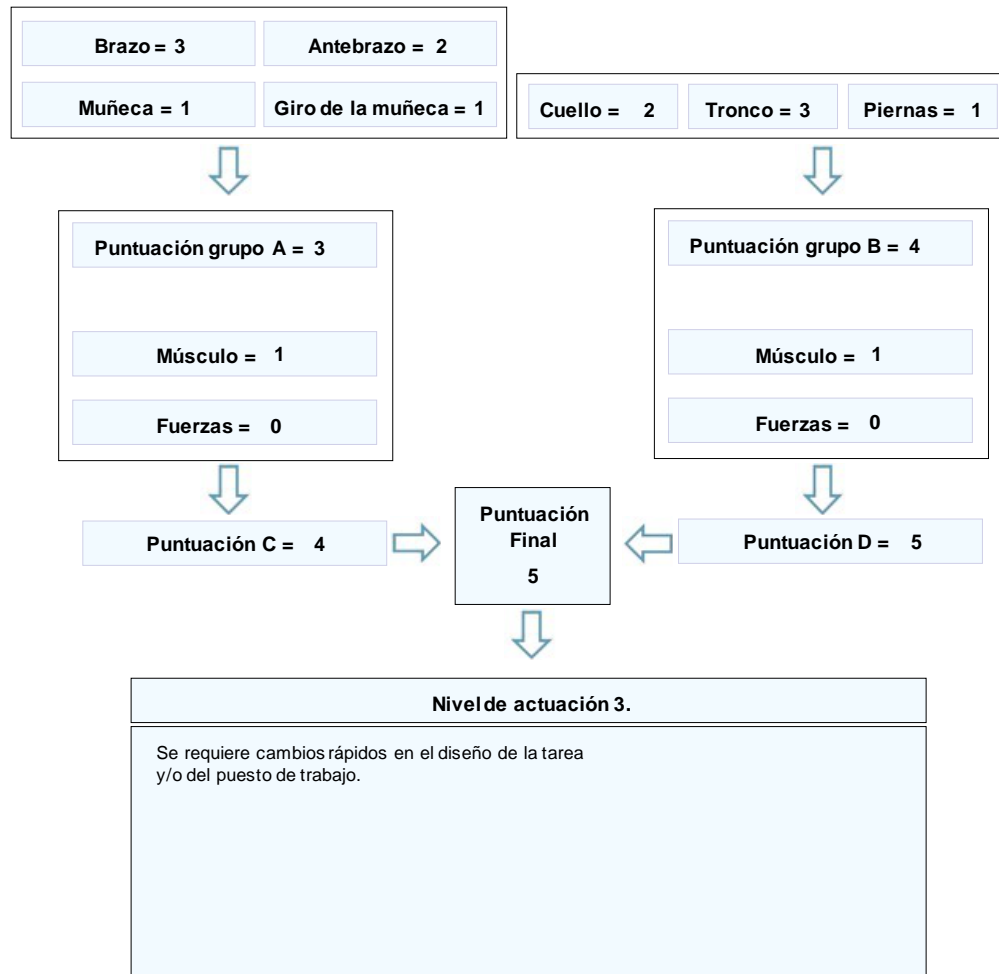 Brazo = 3
Antebrazo = 2
Muñeca = 1
Giro de la muñeca = 1
Cuello = 2
Tronco = 3
Piernas = 1
Puntuación grupo A = 3
Músculo = 1
Fuerzas = 0
Puntuación grupo B = 4
Músculo = 1
Fuerzas = 0
Puntuación C = 4
Puntuación
Final
5
Puntuación D = 5
Nivel de actuación 3.
Se requiere cambios rápidos en el diseño de la tarea
y/o del puesto de trabajo.